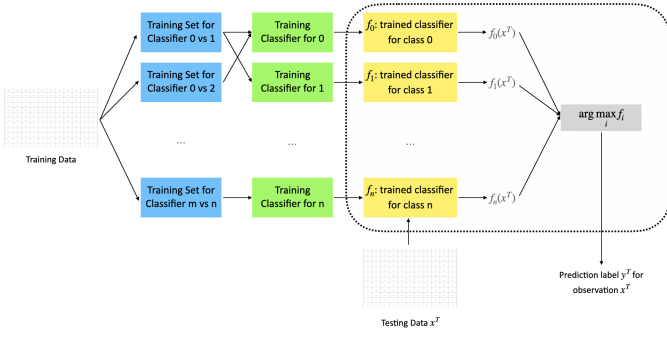 Training Set for
Classifier 0 vs 1
Training
Classifier for 0
f₀: trained classifier
for class 0
f₀(xᵀ)
Training Set for
Classifier 0 vs 2
Training
Classifier for 1
f₁: trained classifier
for class 1
f₁(xᵀ)
arg max fᵢ
i
Training Data
...
...
...
Training Set for
Classifier m vs n
Training
Classifier for n
fₙ: trained classifier
for class n
fₙ(xᵀ)
Prediction label yᵀ for
observation xᵀ
Testing Data xᵀ